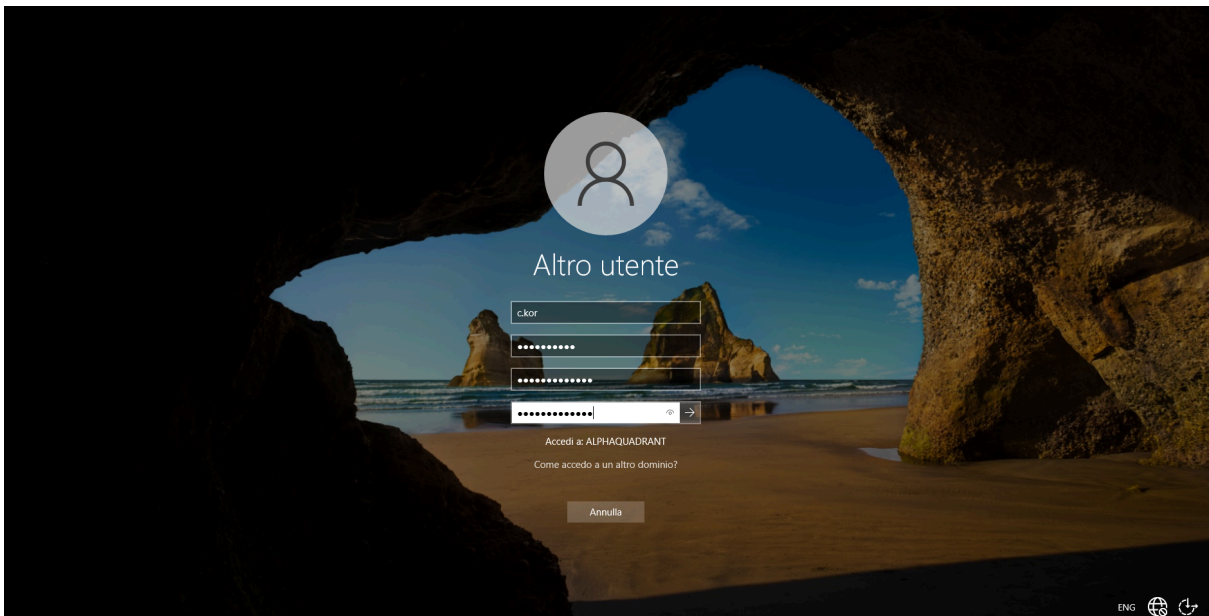 Altro utente
c.kor
••••••••••
•••••••••••••
•••••••••••••
Accedi a: ALPHAQUADRANT
Come accedo a un altro dominio?
Annulla
ENG